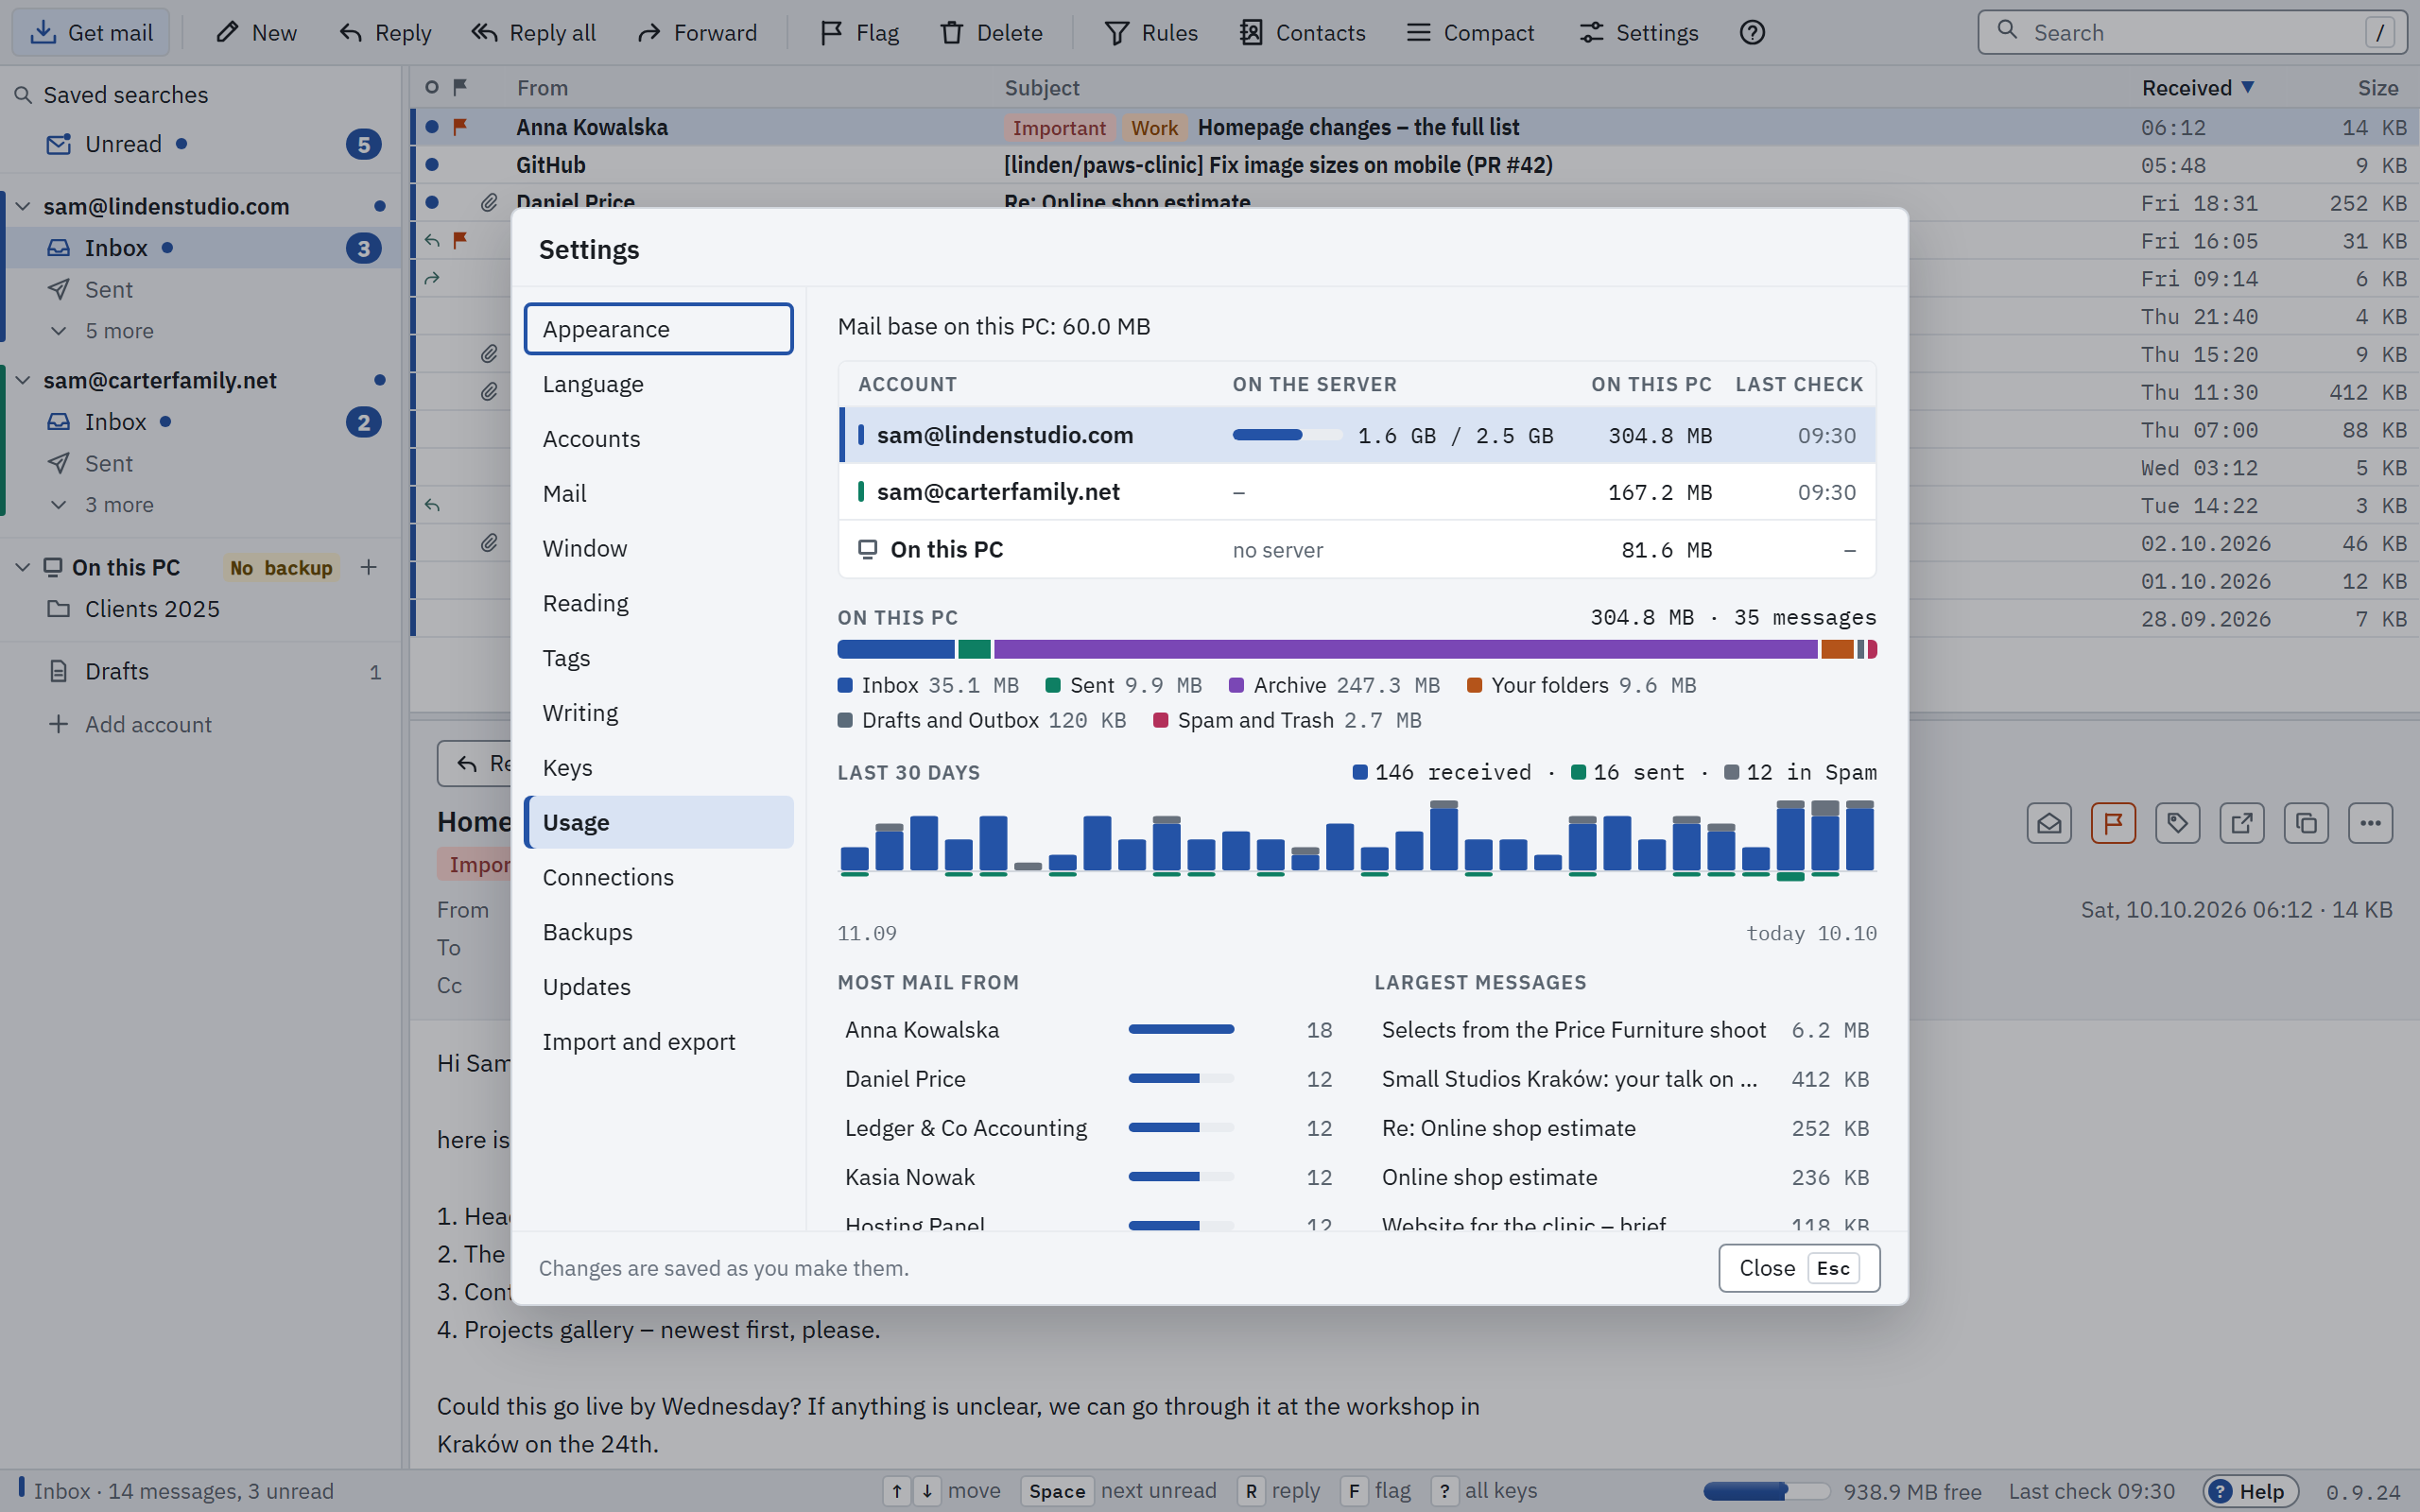 Get mail New Reply Reply all Forward Flag Delete Rules Contacts Compact Settings ? Search /
Saved searches
Unread 5
sam@lindenstudio.com
Inbox 3
Sent
5 more
sam@carterfamily.net
Inbox 2
Sent
3 more
On this PC No backup
Clients 2025
Drafts 1
Add account
From Subject Received Size
Anna Kowalska Important Work Homepage changes – the full list 06:12 14 KB
GitHub [linden/paws-clinic] Fix image sizes on mobile (PR #42) 05:48 9 KB
Daniel Price Re: Online shop estimate Fri 18:31 252 KB
Fri 16:05 31 KB
Fri 09:14 6 KB
Thu 21:40 4 KB
Thu 15:20 9 KB
Thu 11:30 412 KB
Thu 07:00 88 KB
Wed 03:12 5 KB
Tue 14:22 3 KB
02.10.2026 46 KB
01.10.2026 12 KB
28.09.2026 7 KB
Settings
Appearance
Language
Accounts
Mail
Window
Reading
Tags
Writing
Keys
Usage
Connections
Backups
Updates
Import and export
Mail base on this PC: 60.0 MB
ACCOUNT ON THE SERVER ON THIS PC LAST CHECK
sam@lindenstudio.com 1.6 GB / 2.5 GB 304.8 MB 09:30
sam@carterfamily.net – 167.2 MB 09:30
On this PC no server 81.6 MB –
ON THIS PC 304.8 MB · 35 messages
Inbox 35.1 MB Sent 9.9 MB Archive 247.3 MB Your folders 9.6 MB
Drafts and Outbox 120 KB Spam and Trash 2.7 MB
LAST 30 DAYS 146 received · 16 sent · 12 in Spam
11.09 today 10.10
MOST MAIL FROM
Anna Kowalska 18
Daniel Price 12
Ledger & Co Accounting 12
Kasia Nowak 12
Hosting Panel 12
LARGEST MESSAGES
Selects from the Price Furniture shoot 6.2 MB
Small Studios Kraków: your talk on ... 412 KB
Re: Online shop estimate 252 KB
Online shop estimate 236 KB
Website for the clinic – brief 118 KB
Changes are saved as you make them. Close Esc
Home
From
To
Cc
Sat, 10.10.2026 06:12 · 14 KB
Hi Sam
here is
1.
2. The
3.
4. Projects gallery – newest first, please.
Could this go live by Wednesday? If anything is unclear, we can go through it at the workshop in
Kraków on the 24th.
Inbox · 14 messages, 3 unread ↑ ↓ move Space next unread R reply F flag ? all keys 938.9 MB free Last check 09:30 ? Help 0.9.24